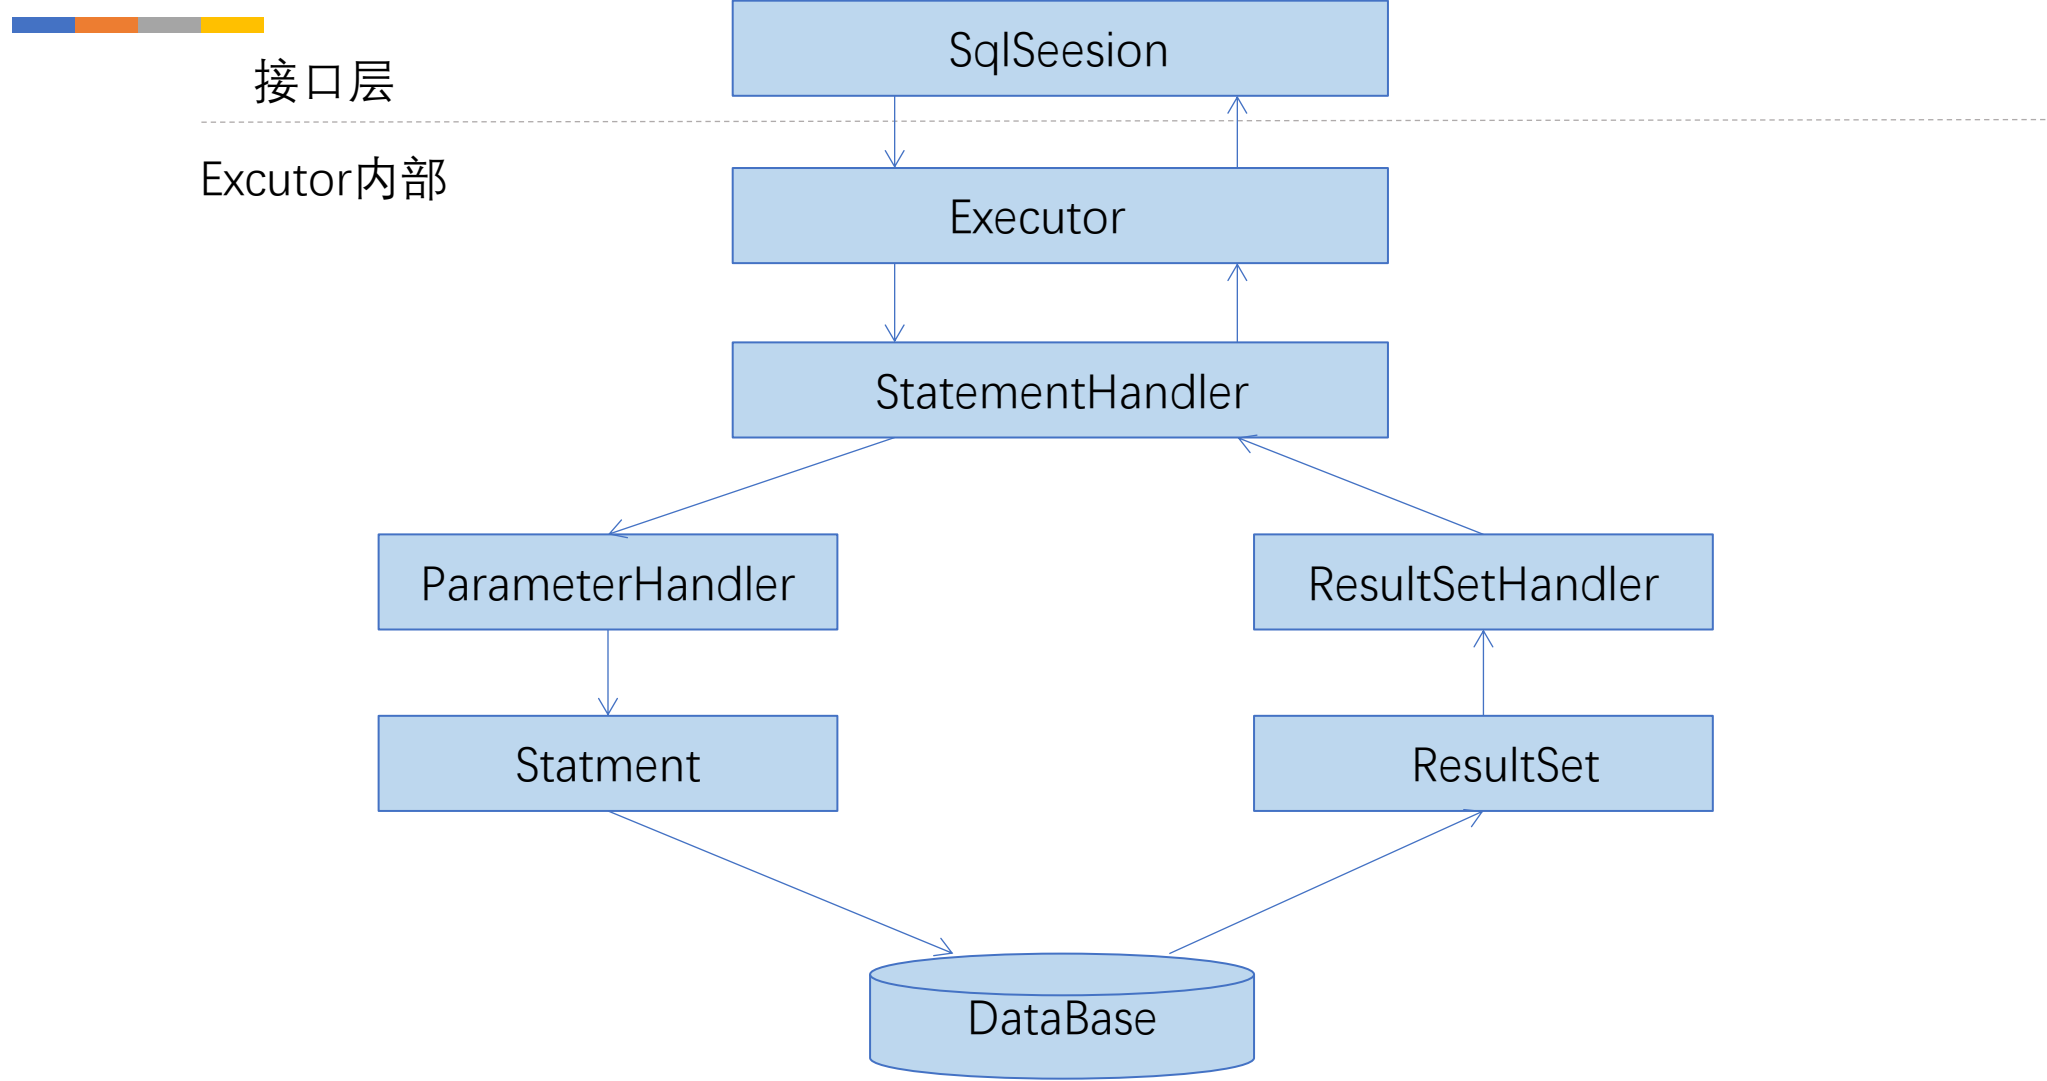 SqlSeesion
接口层
Excutor内部
Executor
StatementHandler
ParameterHandler
ResultSetHandler
Statment
ResultSet
DataBase